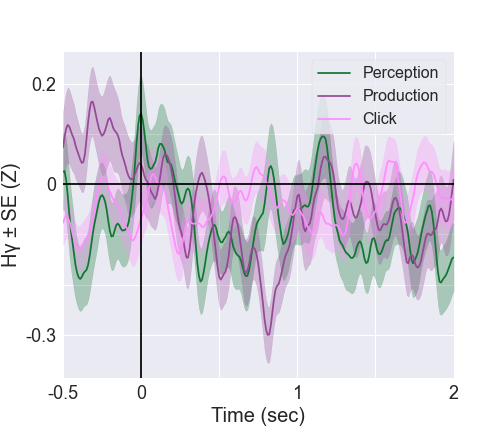 Perception
Production
Click
0.2
0
-0.3
Hγ ± SE (Z)
-0.5
0
1
2
Time (sec)